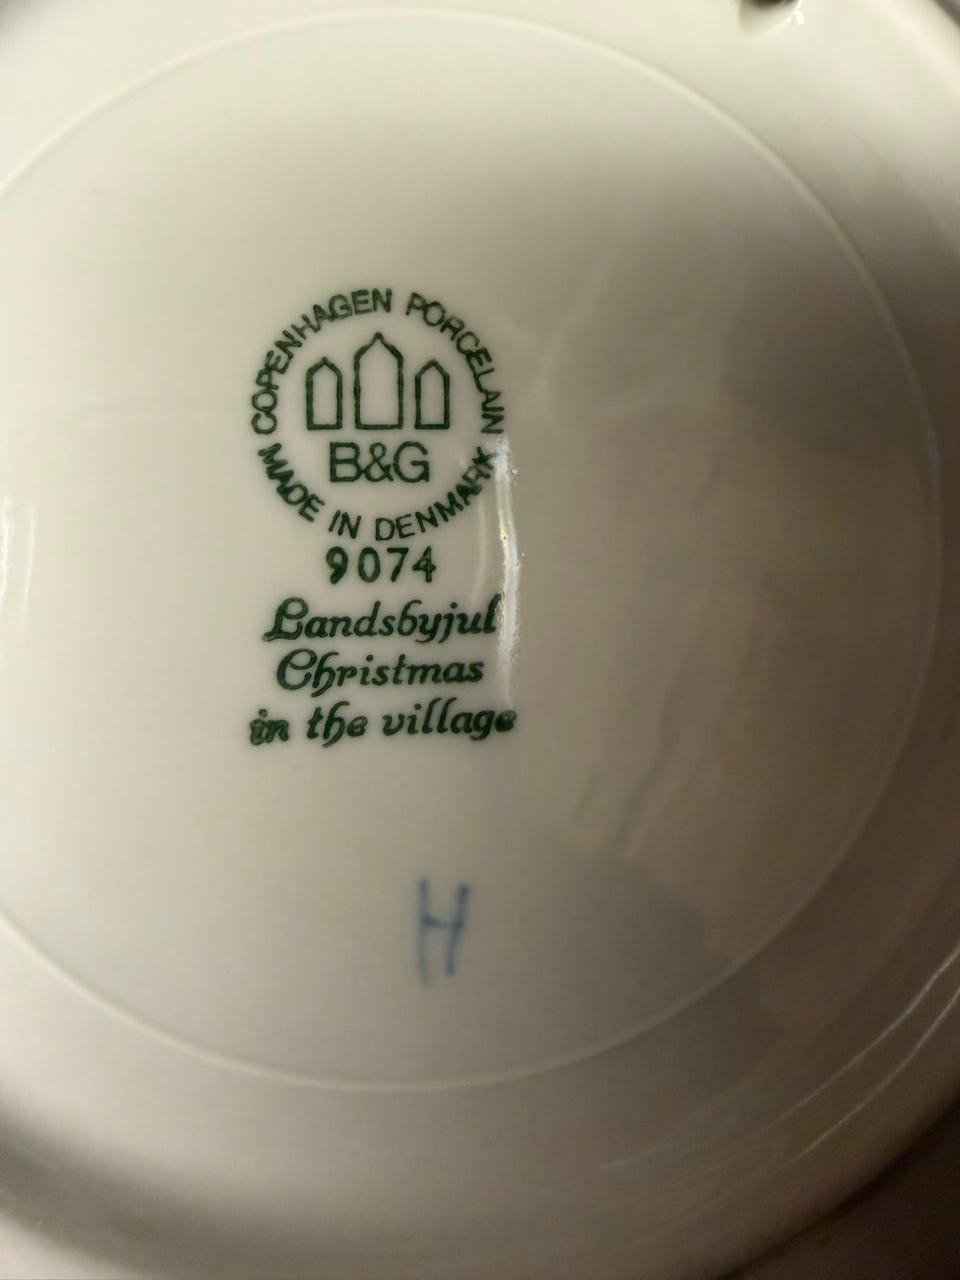 COPENHAGEN PORCELAIN
B&G
MADE IN DENMARK
9074
Landsbyjul
Christmas
in the village
H